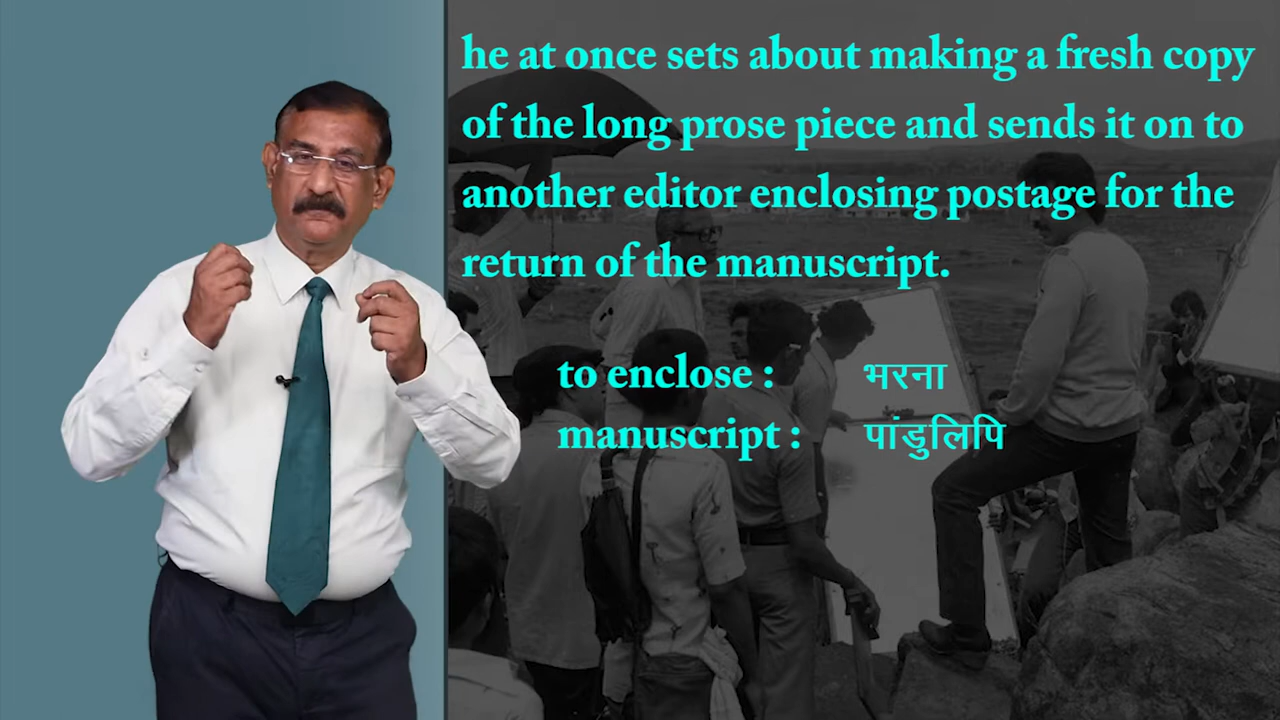 he at once sets about making a fresh copy
of the long prose piece and sends it on to
another editor enclosing postage for the
return of the manuscript.
to enclose : भरना
manuscript : पांडुलिपि